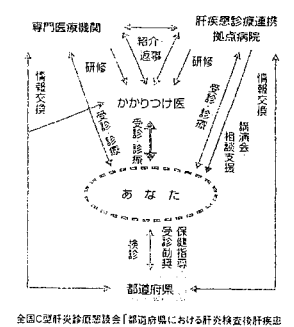 専門医療機関
肝疾患診療連携
拠点病院
紹介・
返事
研修
研修
かかりつけ医
情報交換
受診・診療
受診・診療
受診・診療
講演会・
相談支援
情報交換
あなた
検診
受診勧奨
保健指導
都道府県
全国C型肝炎診療懇談会「都道府県における肝炎検査後肝疾患